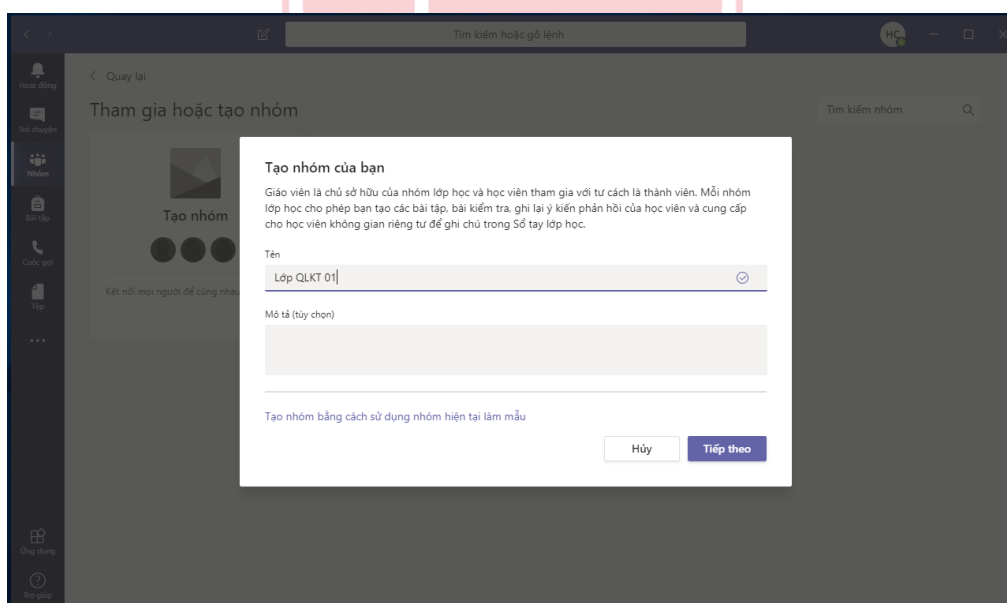 Tìm kiếm hoặc gõ lệnh
HC
Hoạt động
Quay lại
Trò chuyện
Tham gia hoặc tạo nhóm
Tìm kiếm nhóm
Nhóm
Bài tập
Tạo nhóm
Cuộc gọi
Tệp
Kết nối mọi người để cùng nhau
Tạo nhóm của bạn
Giáo viên là chủ sở hữu của nhóm lớp học và học viên tham gia với tư cách là thành viên. Mỗi nhóm
lớp học cho phép bạn tạo các bài tập, bài kiểm tra, ghi lại ý kiến phản hồi của học viên và cung cấp
cho học viên không gian riêng tư để ghi chú trong Sổ tay lớp học.
Tên
Lớp QLKT 01
Mô tả (tùy chọn)
Tạo nhóm bằng cách sử dụng nhóm hiện tại làm mẫu
Hủy
Tiếp theo
Ứng dụng
Trợ giúp